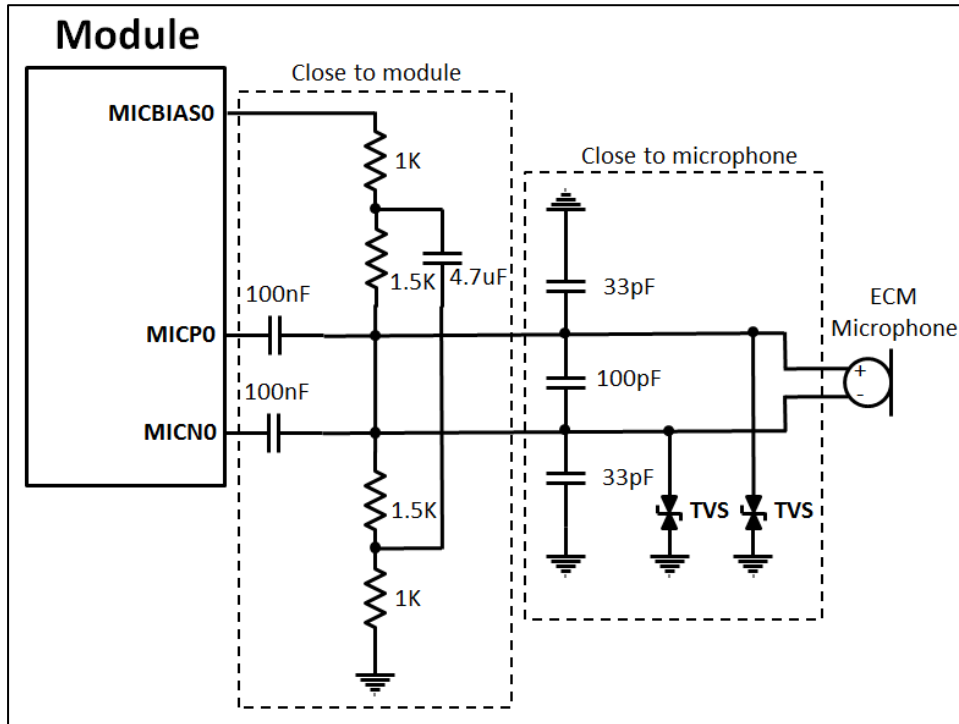 Module
Close to module
MICBIAS0
1K
Close to microphone
1.5K
4.7uF
33pF
100nF
ECM
Microphone
MICP0
+
100pF
100nF
-
MICN0
33pF
1.5K
TVS
TVS
1K